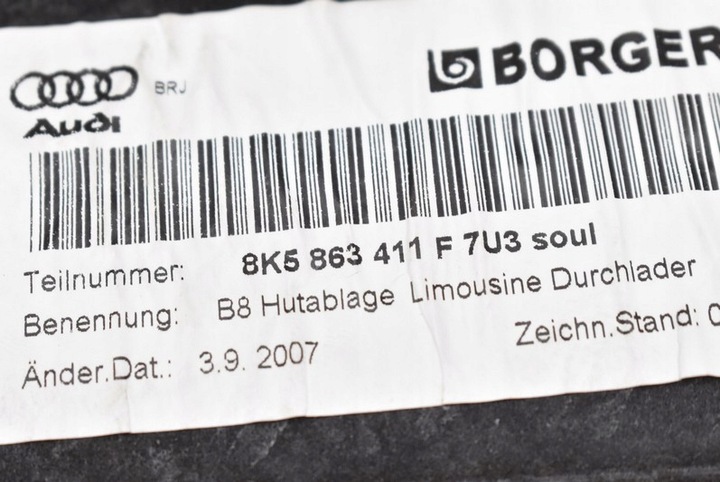 BRJ
BORGER
Audi
8K5 863 411 F 7U3 soul
Teilnummer:
Benennung: B8 Hutablage Limousine Durchlader
Änder.Dat.: 3.9. 2007
Zeichn.Stand: